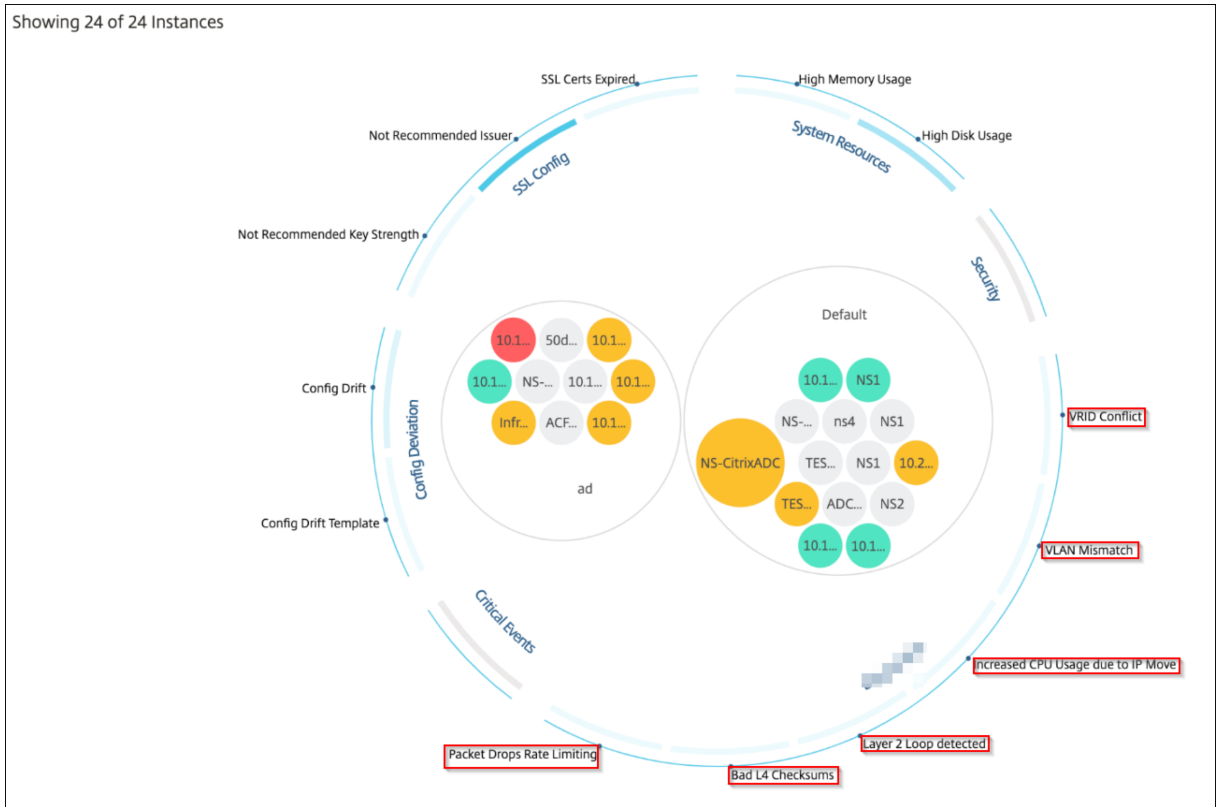 Showing 24 of 24 Instances
SSL Certs Expired
High Memory Usage
Not Recommended Issuer
High Disk Usage
System Resources
SSL Config
Not Recommended Key Strength
Security
Default
10.1...
50d...
10.1...
10.1...
NS-...
10.1...
10.1...
Infr...
ACF...
10.1...
ad
10.1...
NS1
NS-...
ns4
NS1
NS-CitrixADC
TES...
NS1
10.2...
TES...
ADC...
NS2
10.1...
10.1...
Config Drift
Config Deviation
Config Drift Template
VRID Conflict
VLAN Mismatch
Critical Events
Increased CPU Usage due to IP Move
Layer 2 Loop detected
Packet Drops Rate Limiting
Bad L4 Checksums